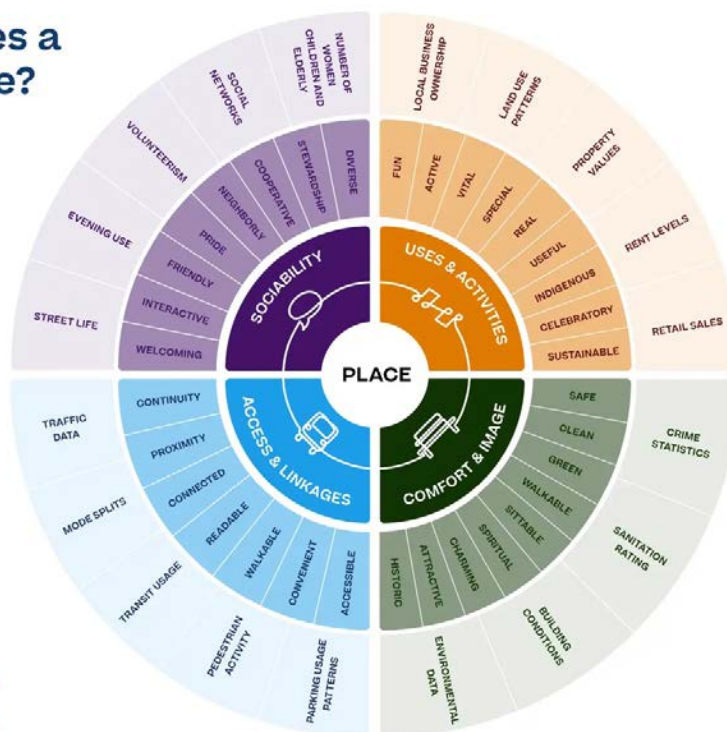 es a
e?
NUMBER OF
WOMEN
CHILDREN AND
ELDERLY
SOCIAL
NETWORKS
VOLUNTEERISM
EVENING USE
STREET LIFE
DIVERSE
STEWARDSHIP
COOPERATIVE
NEIGHBORLY
PRIDE
FRIENDLY
INTERACTIVE
WELCOMING
SOCIABILITY
LOCAL BUSINESS
OWNERSHIP
LAND USE
PATTERNS
PROPERTY
VALUES
RENT LEVELS
RETAIL SALES
FUN
ACTIVE
VITAL
SPECIAL
REAL
USEFUL
INDIGENOUS
CELEBRATORY
SUSTAINABLE
USES & ACTIVITIES
PLACE
ACCESS & LINKAGES
CONTINUITY
PROXIMITY
CONNECTED
READABLE
WALKABLE
CONVENIENT
ACCESSIBLE
TRAFFIC
DATA
MODE SPLITS
TRANSIT USAGE
PEDESTRIAN
ACTIVITY
PARKING USAGE
PATTERNS
COMFORT & IMAGE
SAFE
CLEAN
GREEN
WALKABLE
SITTABLE
SPIRITUAL
CHARMING
ATTRACTIVE
HISTORIC
CRIME
STATISTICS
SANITATION
RATING
BUILDING
CONDITIONS
ENVIRONMENTAL
DATA